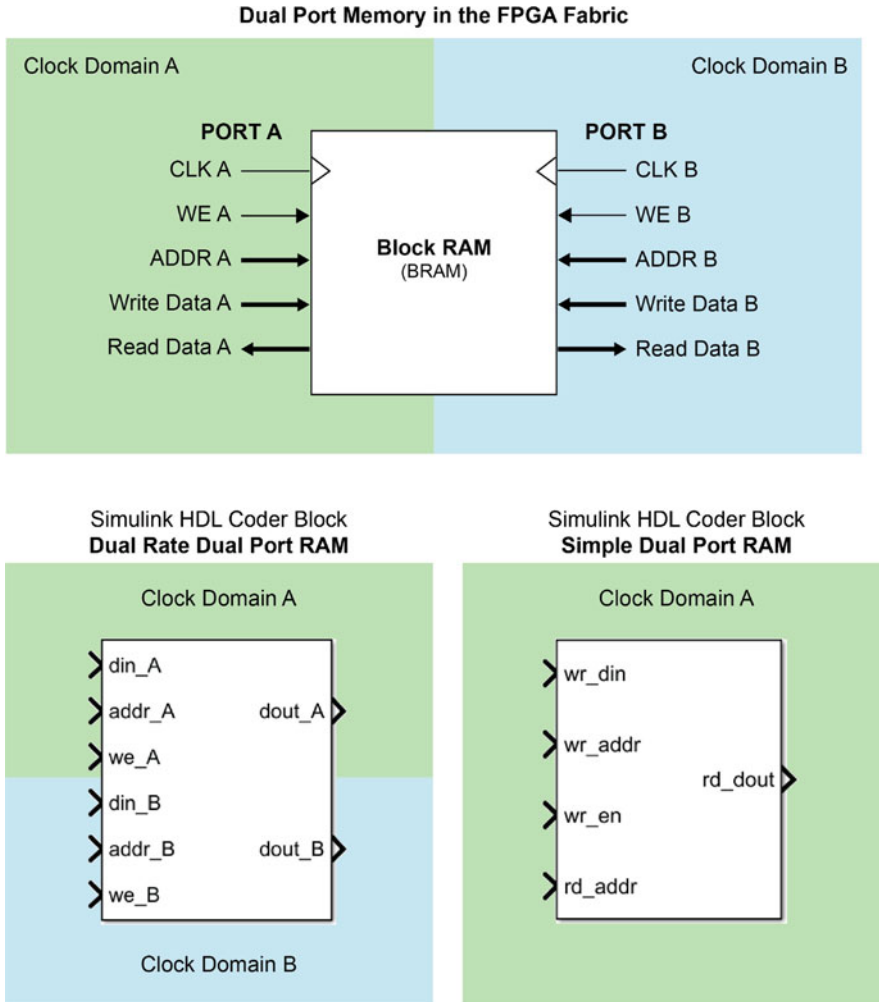 Dual Port Memory in the FPGA Fabric
Clock Domain A
Clock Domain B
PORT A
PORT B
CLK A
CLK B
WE A
WE B
ADDR A
ADDR B
Write Data A
Write Data B
Read Data A
Read Data B
Block RAM
(BRAM)
Simulink HDL Coder Block
Dual Rate Dual Port RAM
Clock Domain A
din_A
addr_A
dout_A
we_A
din_B
addr_B
dout_B
we_B
Clock Domain B
Simulink HDL Coder Block
Simple Dual Port RAM
Clock Domain A
wr_din
wr_addr
rd_dout
wr_en
rd_addr